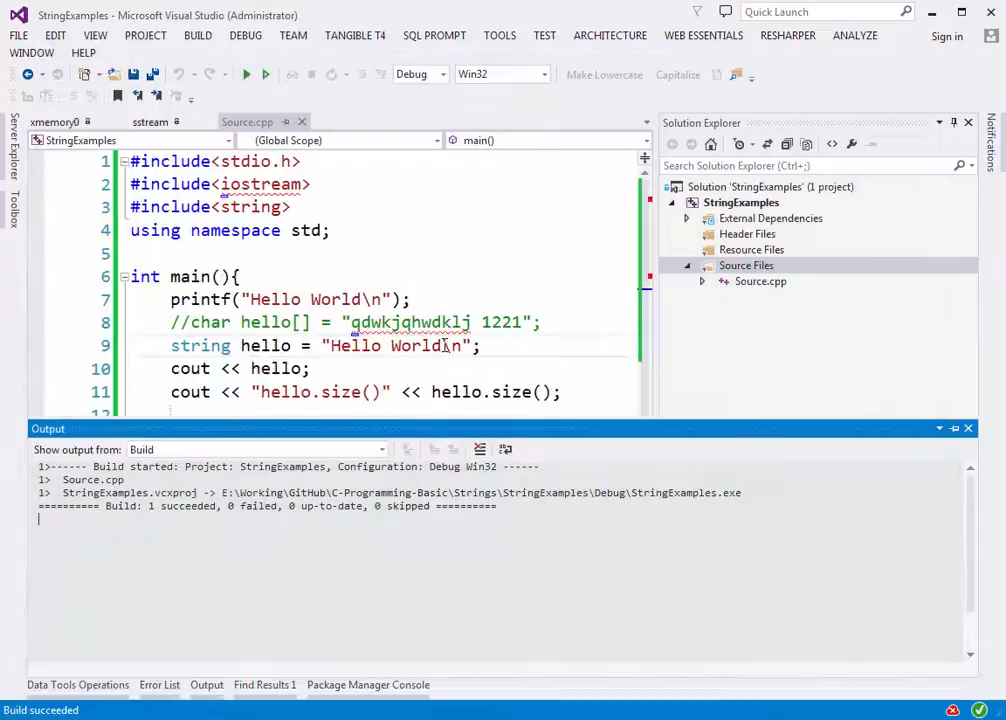 StringExamples - Microsoft Visual Studio (Administrator)
Quick Launch
FILE EDIT VIEW PROJECT BUILD DEBUG TEAM TANGIBLE T4 SQL PROMPT TOOLS TEST ARCHITECTURE WEB ESSENTIALS RESHARPER ANALYZE Sign in
WINDOW HELP
Debug Win32 Make Lowercase Capitalize
xmemory0 sstream Source.cpp
StringExamples (Global Scope) main()
1 #include<stdio.h>
2 #include<iostream>
3 #include<string>
4 using namespace std;
5
6 int main(){
7 printf("Hello World\n");
8 //char hello[] = "qdwkjqhwdklj 1221";
9 string hello = "Hello World\n";
10 cout << hello;
11 cout << "hello.size()" << hello.size();
12
Server Explorer
Toolbox
Solution Explorer
Search Solution Explorer (Ctrl+;)
Solution 'StringExamples' (1 project)
StringExamples
External Dependencies
Header Files
Resource Files
Source Files
Source.cpp
Notifications
Output
Show output from: Build
1>------ Build started: Project: StringExamples, Configuration: Debug Win32 ------
1> Source.cpp
1> StringExamples.vcxproj -> E:\Working\GitHub\C-Programming-Basic\Strings\StringExamples\Debug\StringExamples.exe
========== Build: 1 succeeded, 0 failed, 0 up-to-date, 0 skipped ==========
Data Tools Operations Error List Output Find Results 1 Package Manager Console
Build succeeded